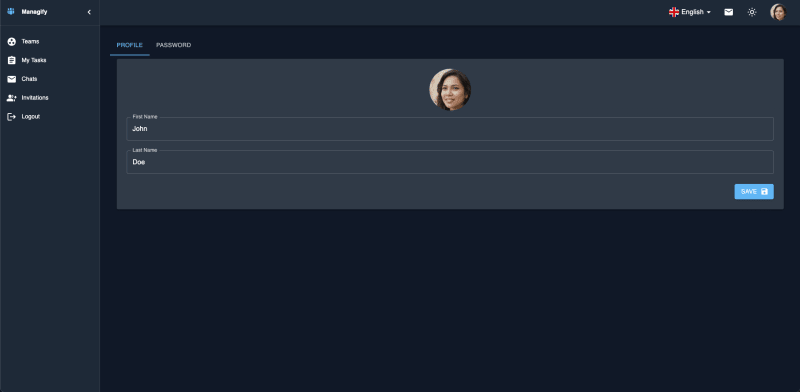 Managify
English
Teams
My Tasks
Chats
Invitations
Logout
PROFILE
PASSWORD
First Name
John
Last Name
Doe
SAVE